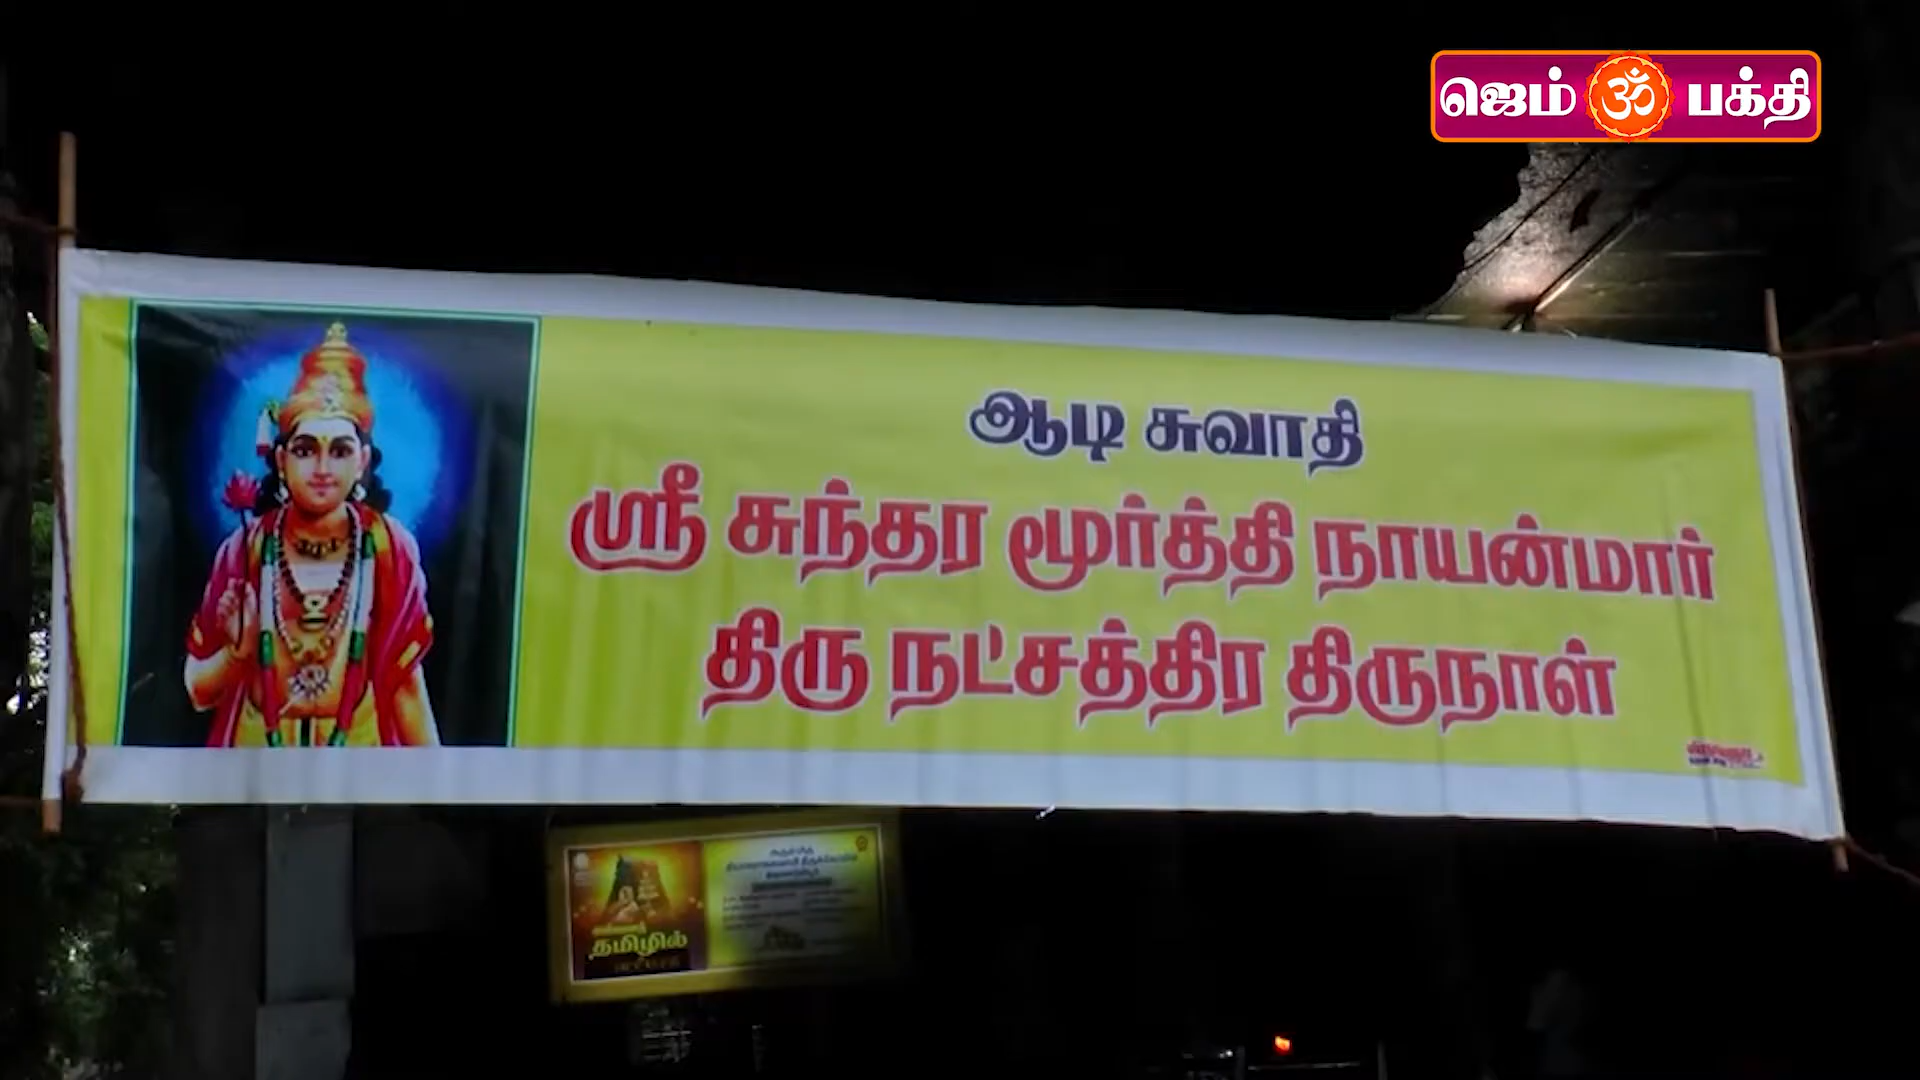 ஜெம் ॐ பக்தி
ஆடி சுவாதி
ஸ்ரீ சுந்தர மூர்த்தி நாயன்மார்
திரு நட்சத்திர திருநாள்
தமிழில்